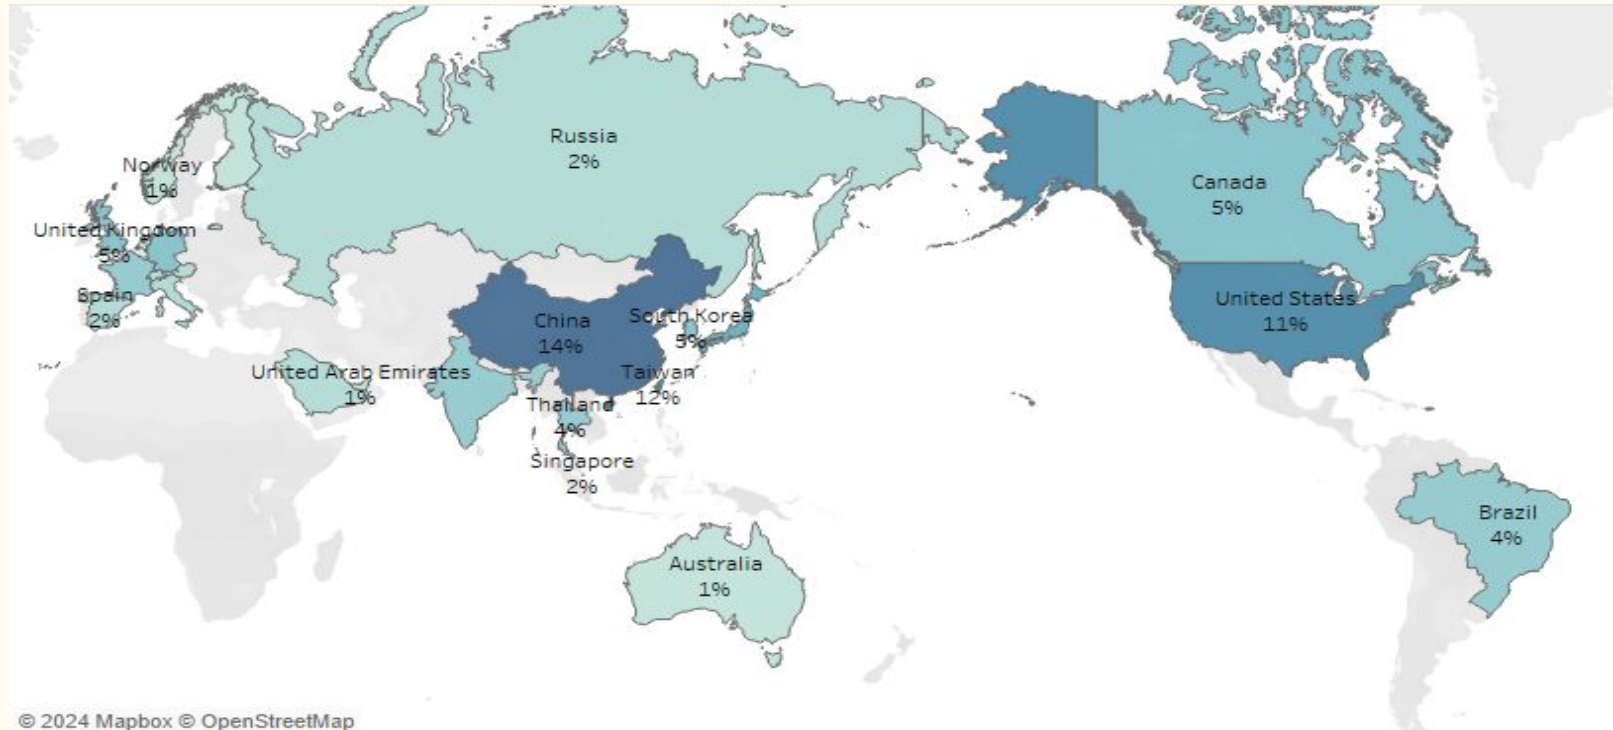 Russia
2%
Norway
1%
Canada
5%
United Kingdom
5%
Spain
2%
United States
11%
China
14%
South Korea
5%
United Arab Emirates
1%
Taiwan
12%
Thailand
4%
Singapore
2%
Brazil
4%
Australia
1%
© 2024 Mapbox © OpenStreetMap